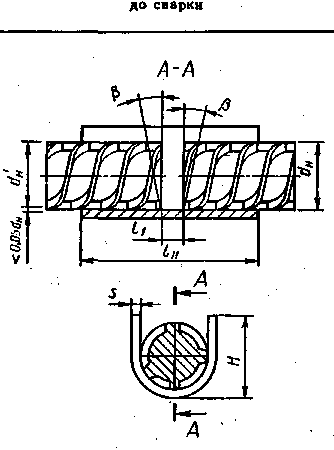 до сварки
А-А
β
β
d'н
dн
<0,05dн
l₁
lн
A
s
H
A